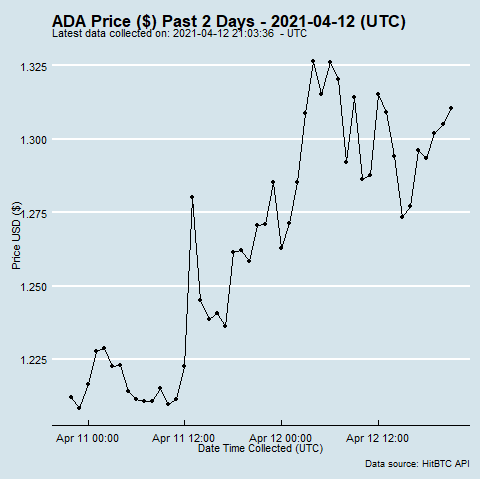 ADA Price ($) Past 2 Days - 2021-04-12 (UTC)
Latest data collected on: 2021-04-12 21:03:36 - UTC
1.325
1.300
1.275
1.250
1.225
Price USD ($)
Apr 11 00:00
Apr 11 12:00
Apr 12 00:00
Apr 12 12:00
Date Time Collected (UTC)
Data source: HitBTC API